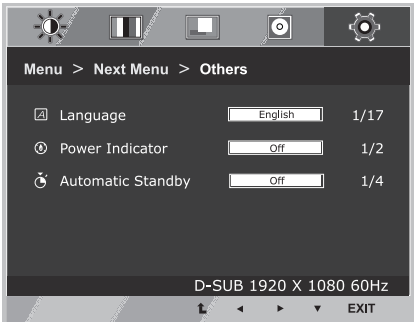 Menu > Next Menu > Others
Language English 1/17
Power Indicator Off 1/2
Automatic Standby Off 1/4
D-SUB 1920 X 1080 60Hz
EXIT